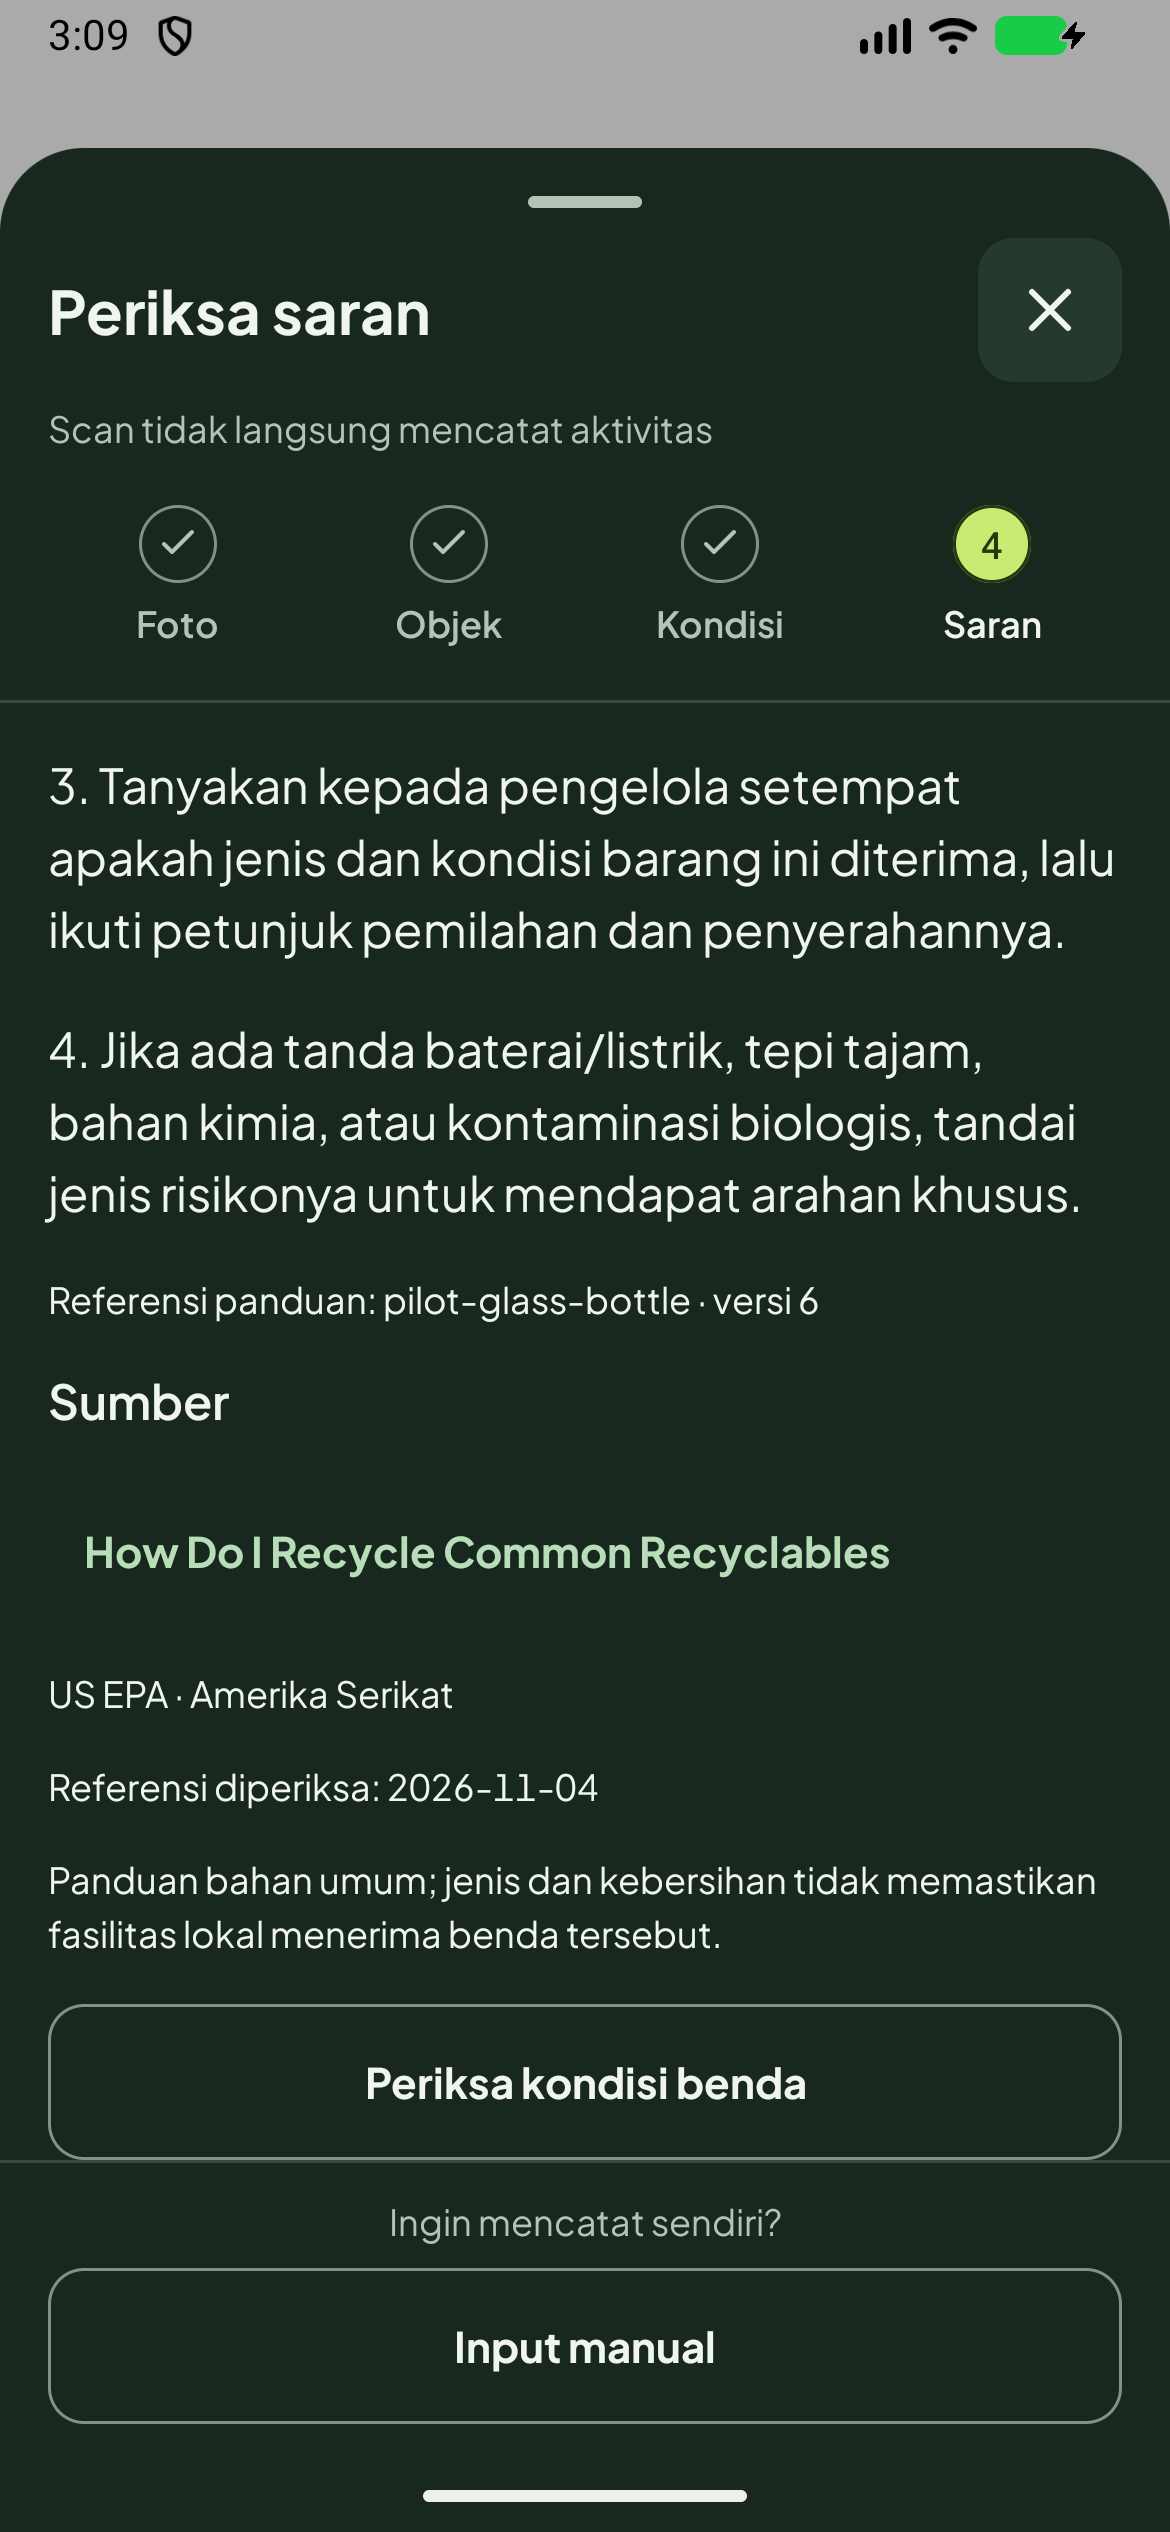 3:09
Periksa saran
Scan tidak langsung mencatat aktivitas
Foto
Objek
Kondisi
4
Saran
3. Tanyakan kepada pengelola setempat
apakah jenis dan kondisi barang ini diterima, lalu
ikuti petunjuk pemilahan dan penyerahannya.
4. Jika ada tanda baterai/listrik, tepi tajam,
bahan kimia, atau kontaminasi biologis, tandai
jenis risikonya untuk mendapat arahan khusus.
Referensi panduan: pilot-glass-bottle · versi 6
Sumber
How Do I Recycle Common Recyclables
US EPA · Amerika Serikat
Referensi diperiksa: 2026-11-04
Panduan bahan umum; jenis dan kebersihan tidak memastikan
fasilitas lokal menerima benda tersebut.
Periksa kondisi benda
Ingin mencatat sendiri?
Input manual